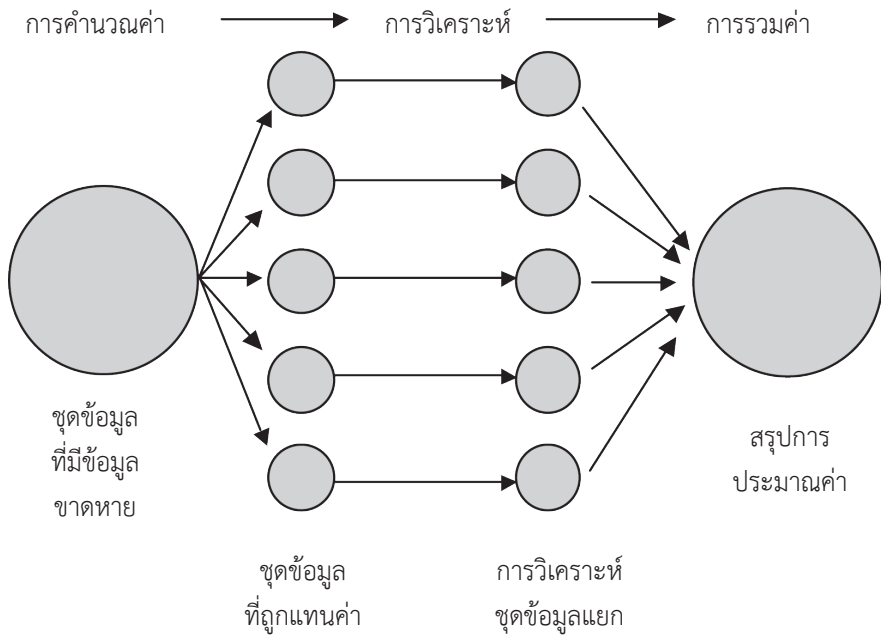 การคำนวณค่า การวิเคราะห์ การรวมค่า
ชุดข้อมูล
ที่มีข้อมูล
ขาดหาย
สรุปการ
ประมาณค่า
ชุดข้อมูล
ที่ถูกแทนค่า
การวิเคราะห์
ชุดข้อมูลแยก